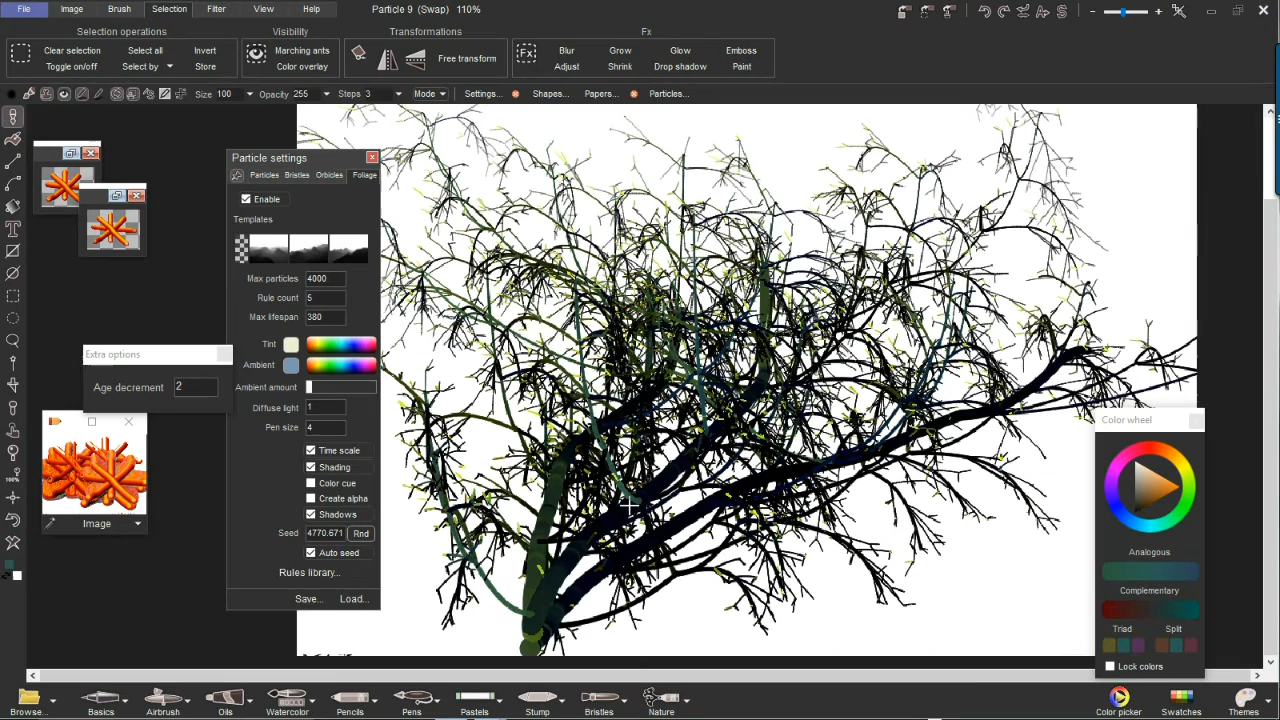 File Image Brush Selection Filter View Help Particle 9 (Swap) 110%
Selection operations Visibility Transformations Fx
Clear selection Select all Invert Marching ants Free transform Blur Grow Glow Emboss
Toggle on/off Select by Store Color overlay Adjust Shrink Drop shadow Paint
Fx
Size 100 Opacity 255 Steps 3 Mode Settings... Shapes... Papers... Particles...
Particle settings
Particles Bristles Orbicles Foliage
Enable
Templates
Max particles 4000
Rule count 5
Max lifespan 380
Tint
Ambient
Ambient amount
Diffuse light 1
Pen size 4
Time scale
Shading
Color cue
Create alpha
Shadows
Seed 4770.671 Rnd
Auto seed
Rules library...
Save... Load...
Extra options
Age decrement 2
Image
100%
Color wheel
Analogous
Complementary
Triad Split
Lock colors
Folders... Basics Airbrush Oils Watercolor Pencils Pens Pastels Stump Bristles Nature Color picker Swatches Themes